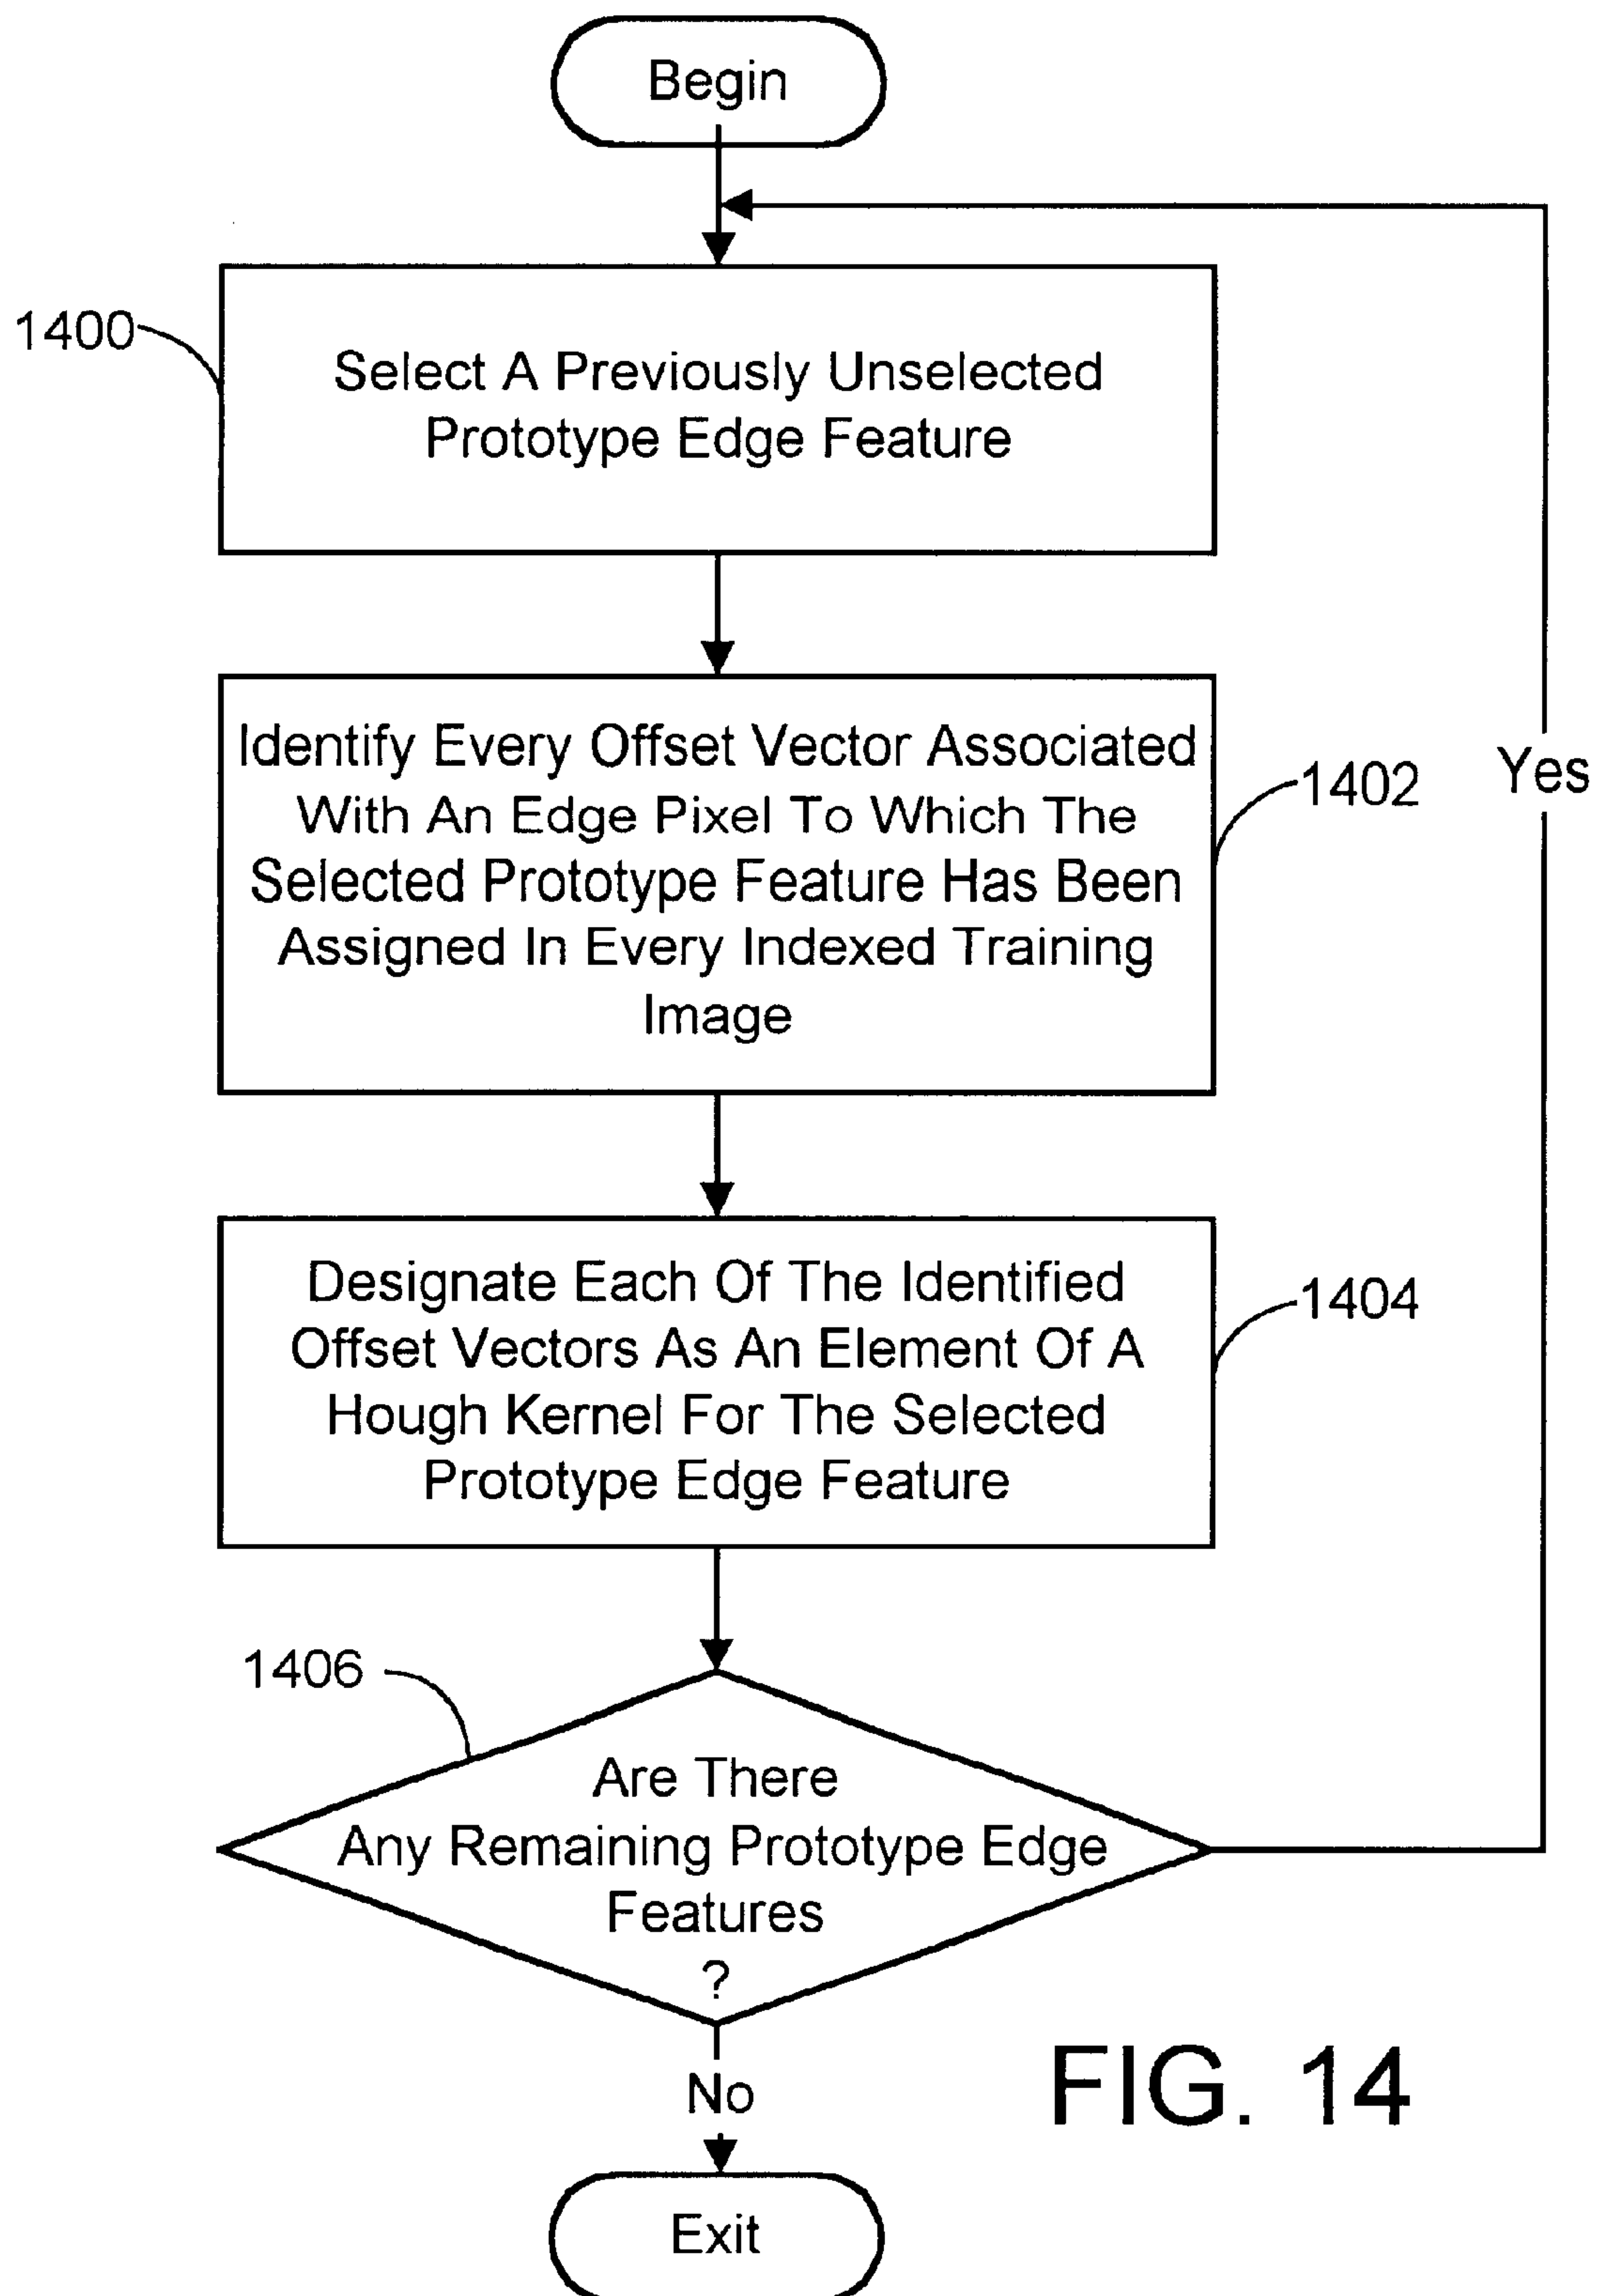 Begin
1400
Select A Previously Unselected
Prototype Edge Feature
Identify Every Offset Vector Associated
With An Edge Pixel To Which The
Selected Prototype Feature Has Been
Assigned In Every Indexed Training
Image
1402
Yes
Designate Each Of The Identified
Offset Vectors As An Element Of A
Hough Kernel For The Selected
Prototype Edge Feature
1404
1406
Are There
Any Remaining Prototype Edge
Features
?
No
FIG. 14
Exit